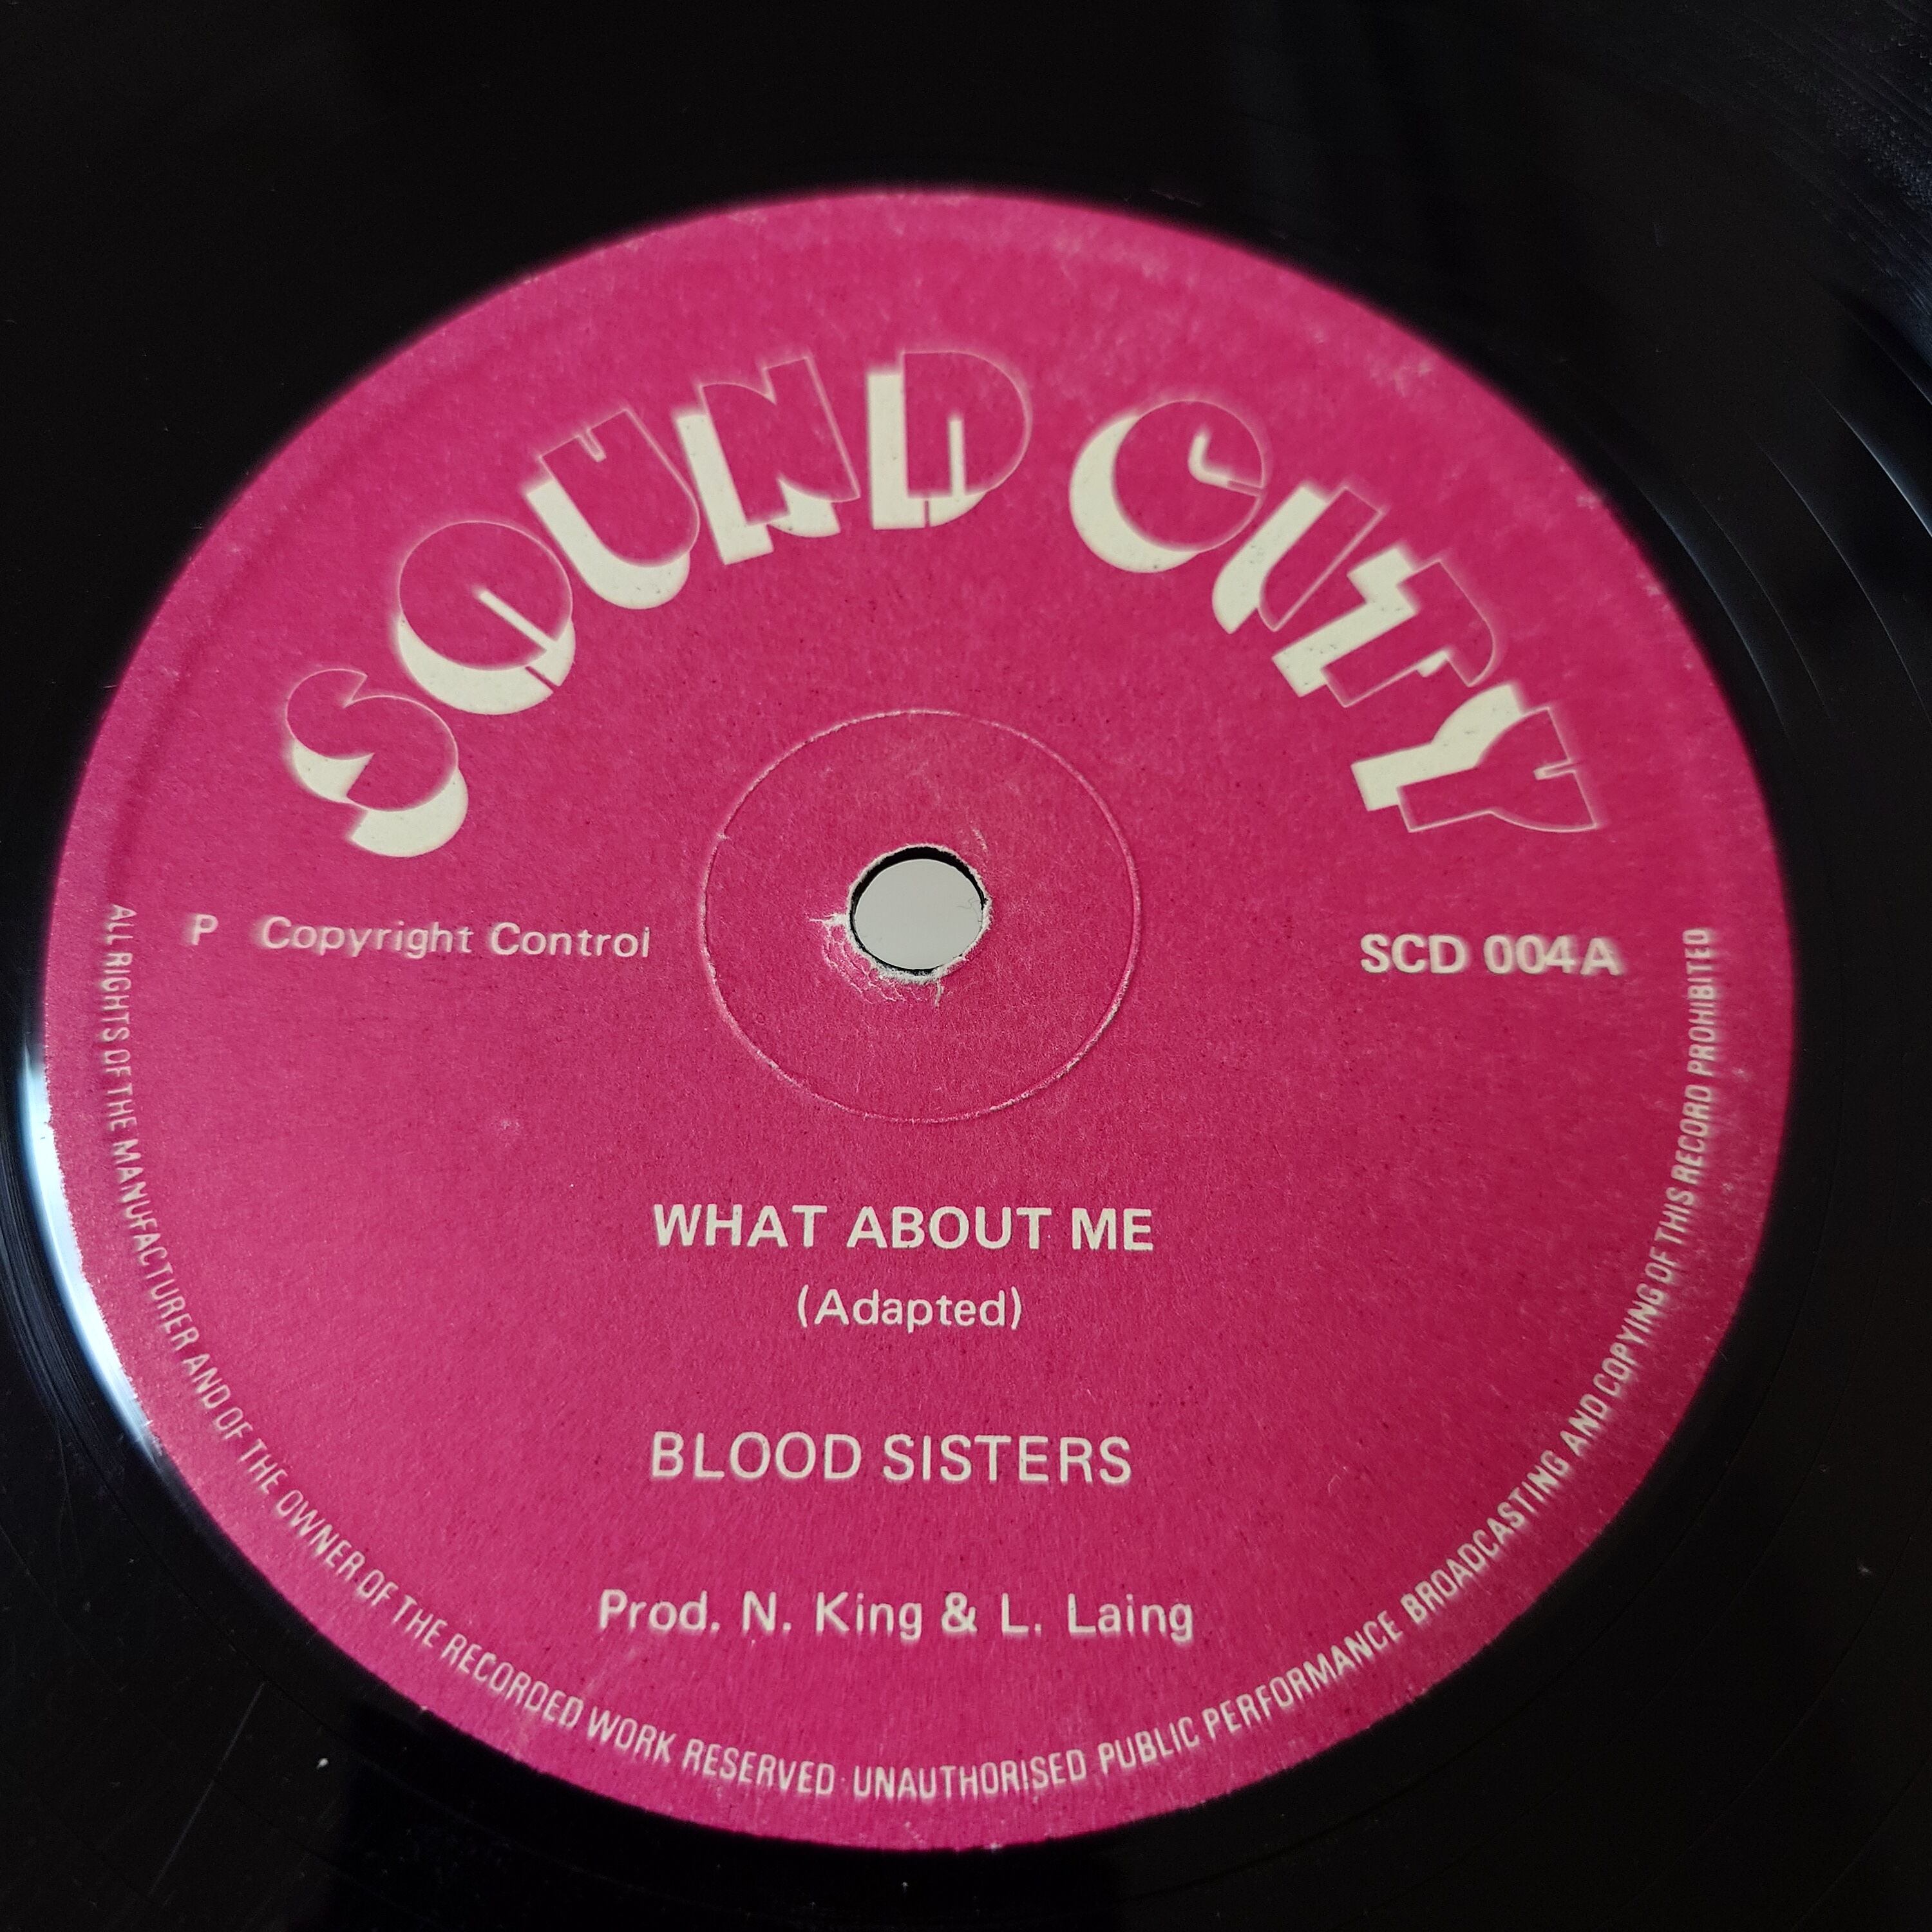 SOUND CITY
P Copyright Control
SCD 004A
WHAT ABOUT ME
(Adapted)
BLOOD SISTERS
Prod. N. King & L. Laing
ALL RIGHTS OF THE MANUFACTURER AND OF THE OWNER OF THE RECORDED WORK RESERVED UNAUTHORISED PUBLIC PERFORMANCE BROADCASTING AND COPYING OF THIS RECORD PROHIBITED